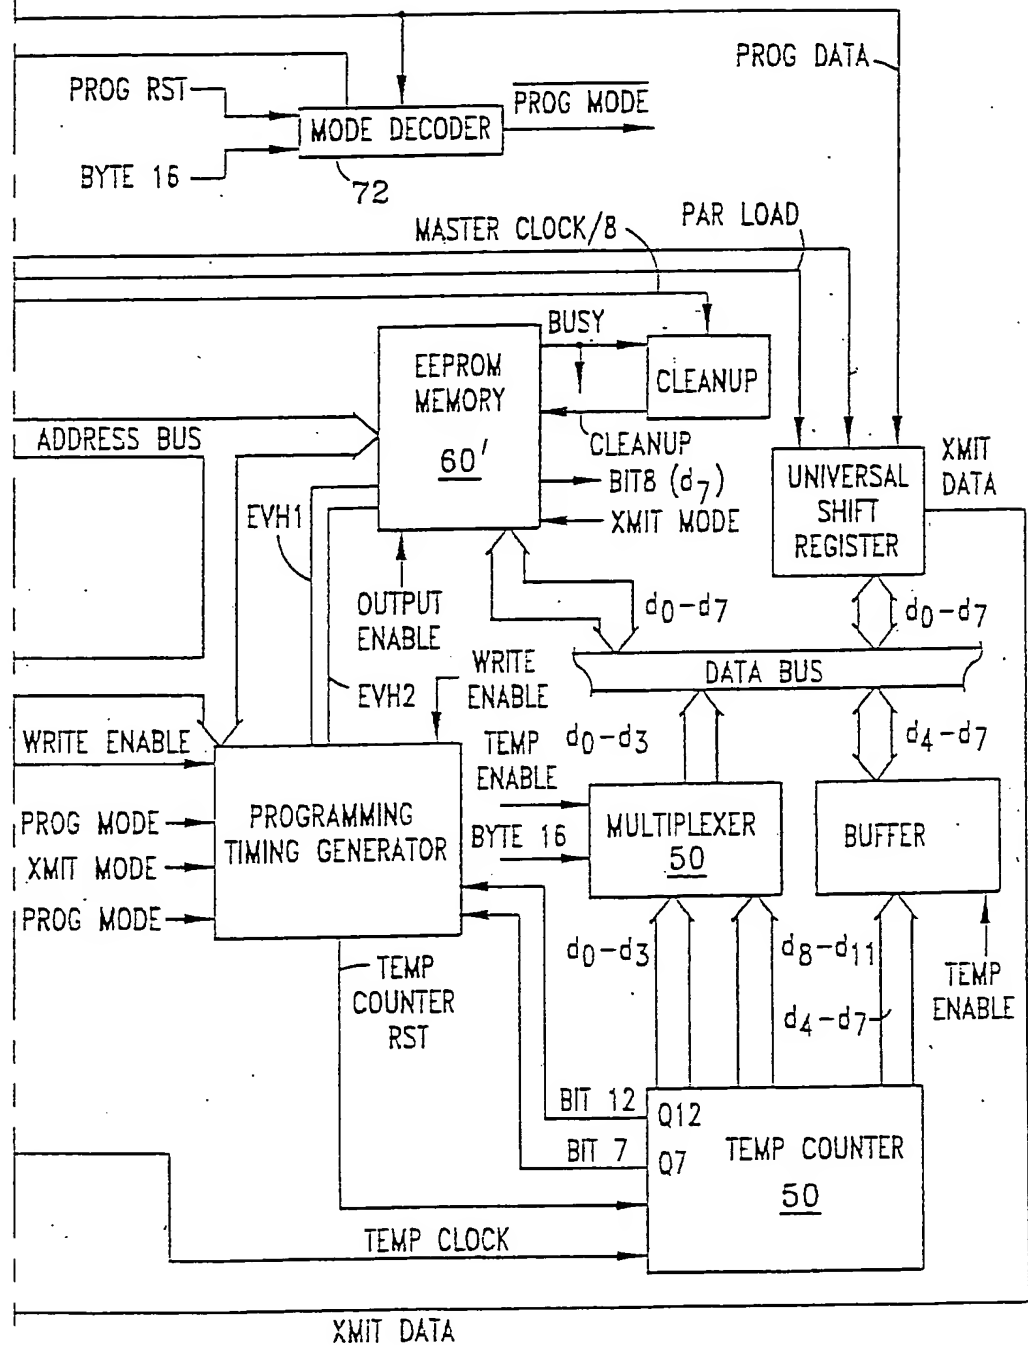 PROG DATA
PROG RST
PROG MODE
MODE DECODER
BYTE 16
72
PAR LOAD
MASTER CLOCK/8
BUSY
EEPROM
MEMORY
60'
CLEANUP
CLEANUP
ADDRESS BUS
BIT8 (d7)
XMIT MODE
UNIVERSAL
SHIFT
REGISTER
XMIT
DATA
EVH1
OUTPUT
ENABLE
d0-d7
d0-d7
DATA BUS
EVH2
WRITE
ENABLE
WRITE ENABLE
TEMP
ENABLE
d0-d3
d4-d7
PROG MODE
XMIT MODE
PROG MODE
PROGRAMMING
TIMING GENERATOR
BYTE 16
MULTIPLEXER
50
BUFFER
TEMP
COUNTER
RST
d0-d3
d8-d11
d4-d7
TEMP
ENABLE
BIT 12
Q12
BIT 7
Q7
TEMP COUNTER
50
TEMP CLOCK
XMIT DATA